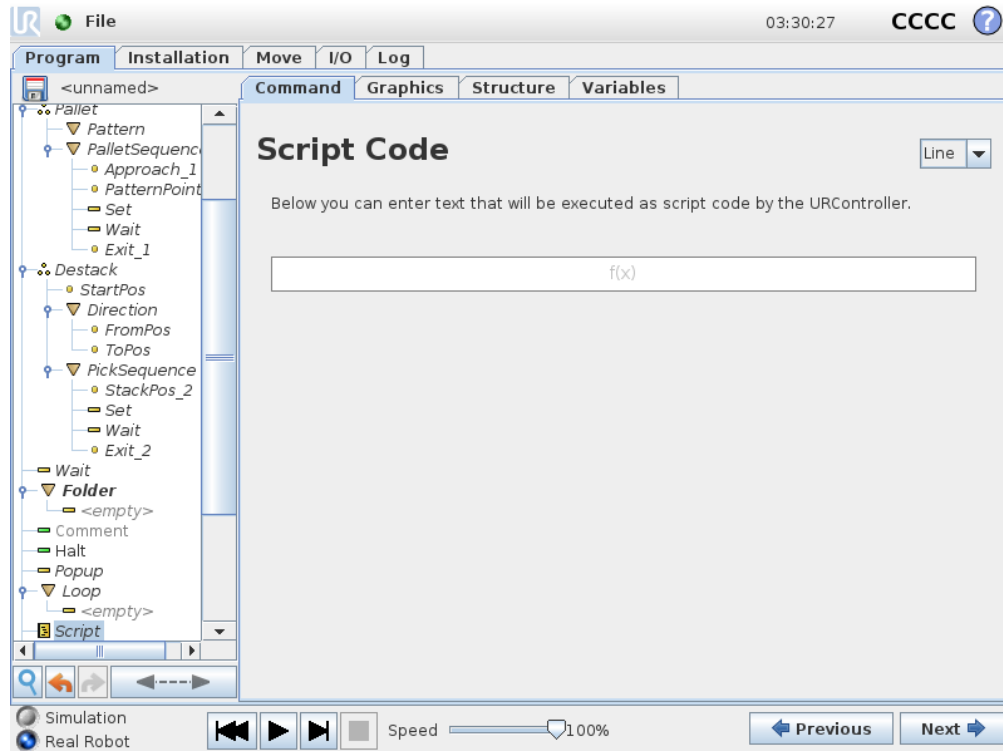 UR File 03:30:27 CCCC ?
Program Installation Move I/O Log
<unnamed> Command Graphics Structure Variables
Pallet
Pattern
PalletSequenc
Approach_1
PatternPoint
Set
Wait
Exit_1
Destack
StartPos
Direction
FromPos
ToPos
PickSequence
StackPos_2
Set
Wait
Exit_2
Wait
Folder
<empty>
Comment
Halt
Popup
Loop
<empty>
Script
Script Code
Line
Below you can enter text that will be executed as script code by the URController.
f(x)
Simulation
Real Robot
Speed 100%
Previous Next